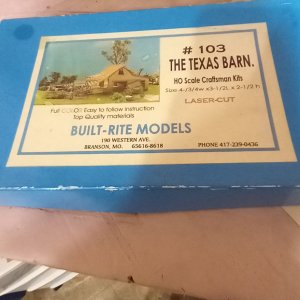 # 103
THE TEXAS BARN.
HO Scale Craftsman Kits
Size 4-/3/4w x3-1/2L x 2-1/2 h
LASER-CUT
Full COLOR Easy to follow instruction
Top Quality materials
BUILT-RITE MODELS
190 WESTERN AVE.
BRANSON, MO. 65616-8618
PHONE 417-239-0436